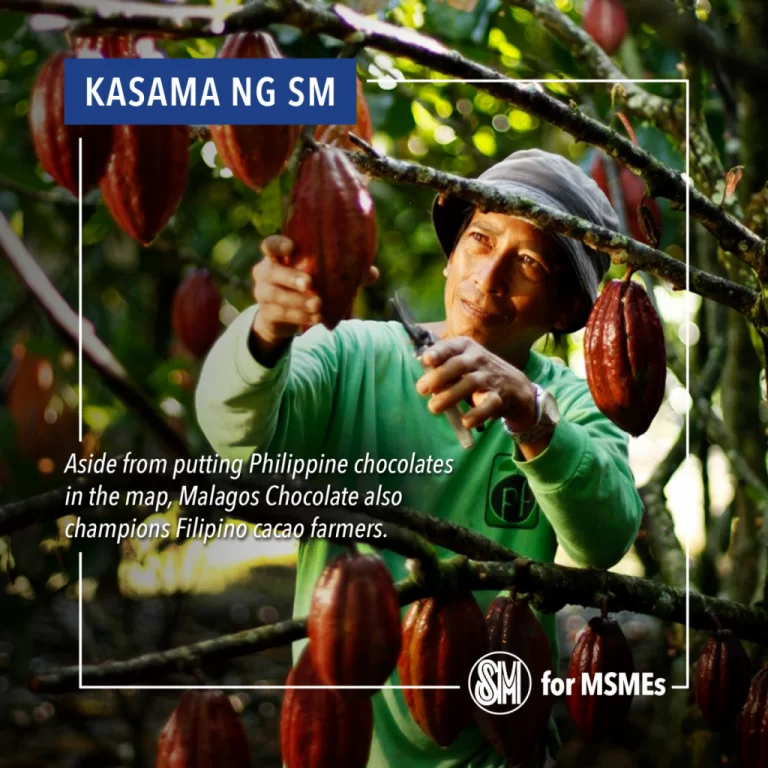 KASAMA NG SM
Aside from putting Philippine chocolates
in the map, Malagos Chocolate also
champions Filipino cacao farmers.
SM for MSMEs